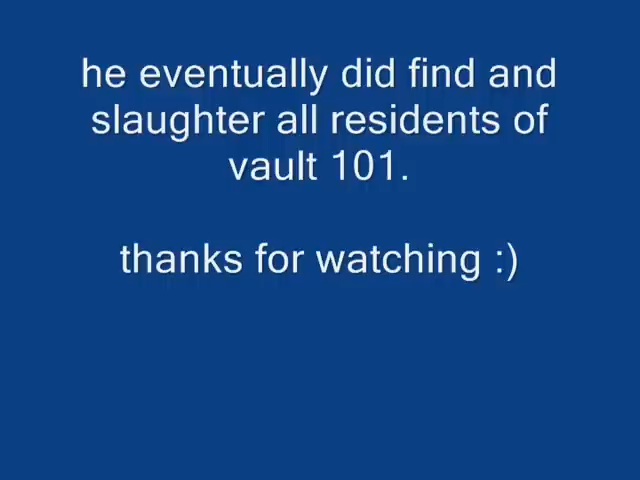 he eventually did find and
slaughter all residents of
vault 101.
thanks for watching :)